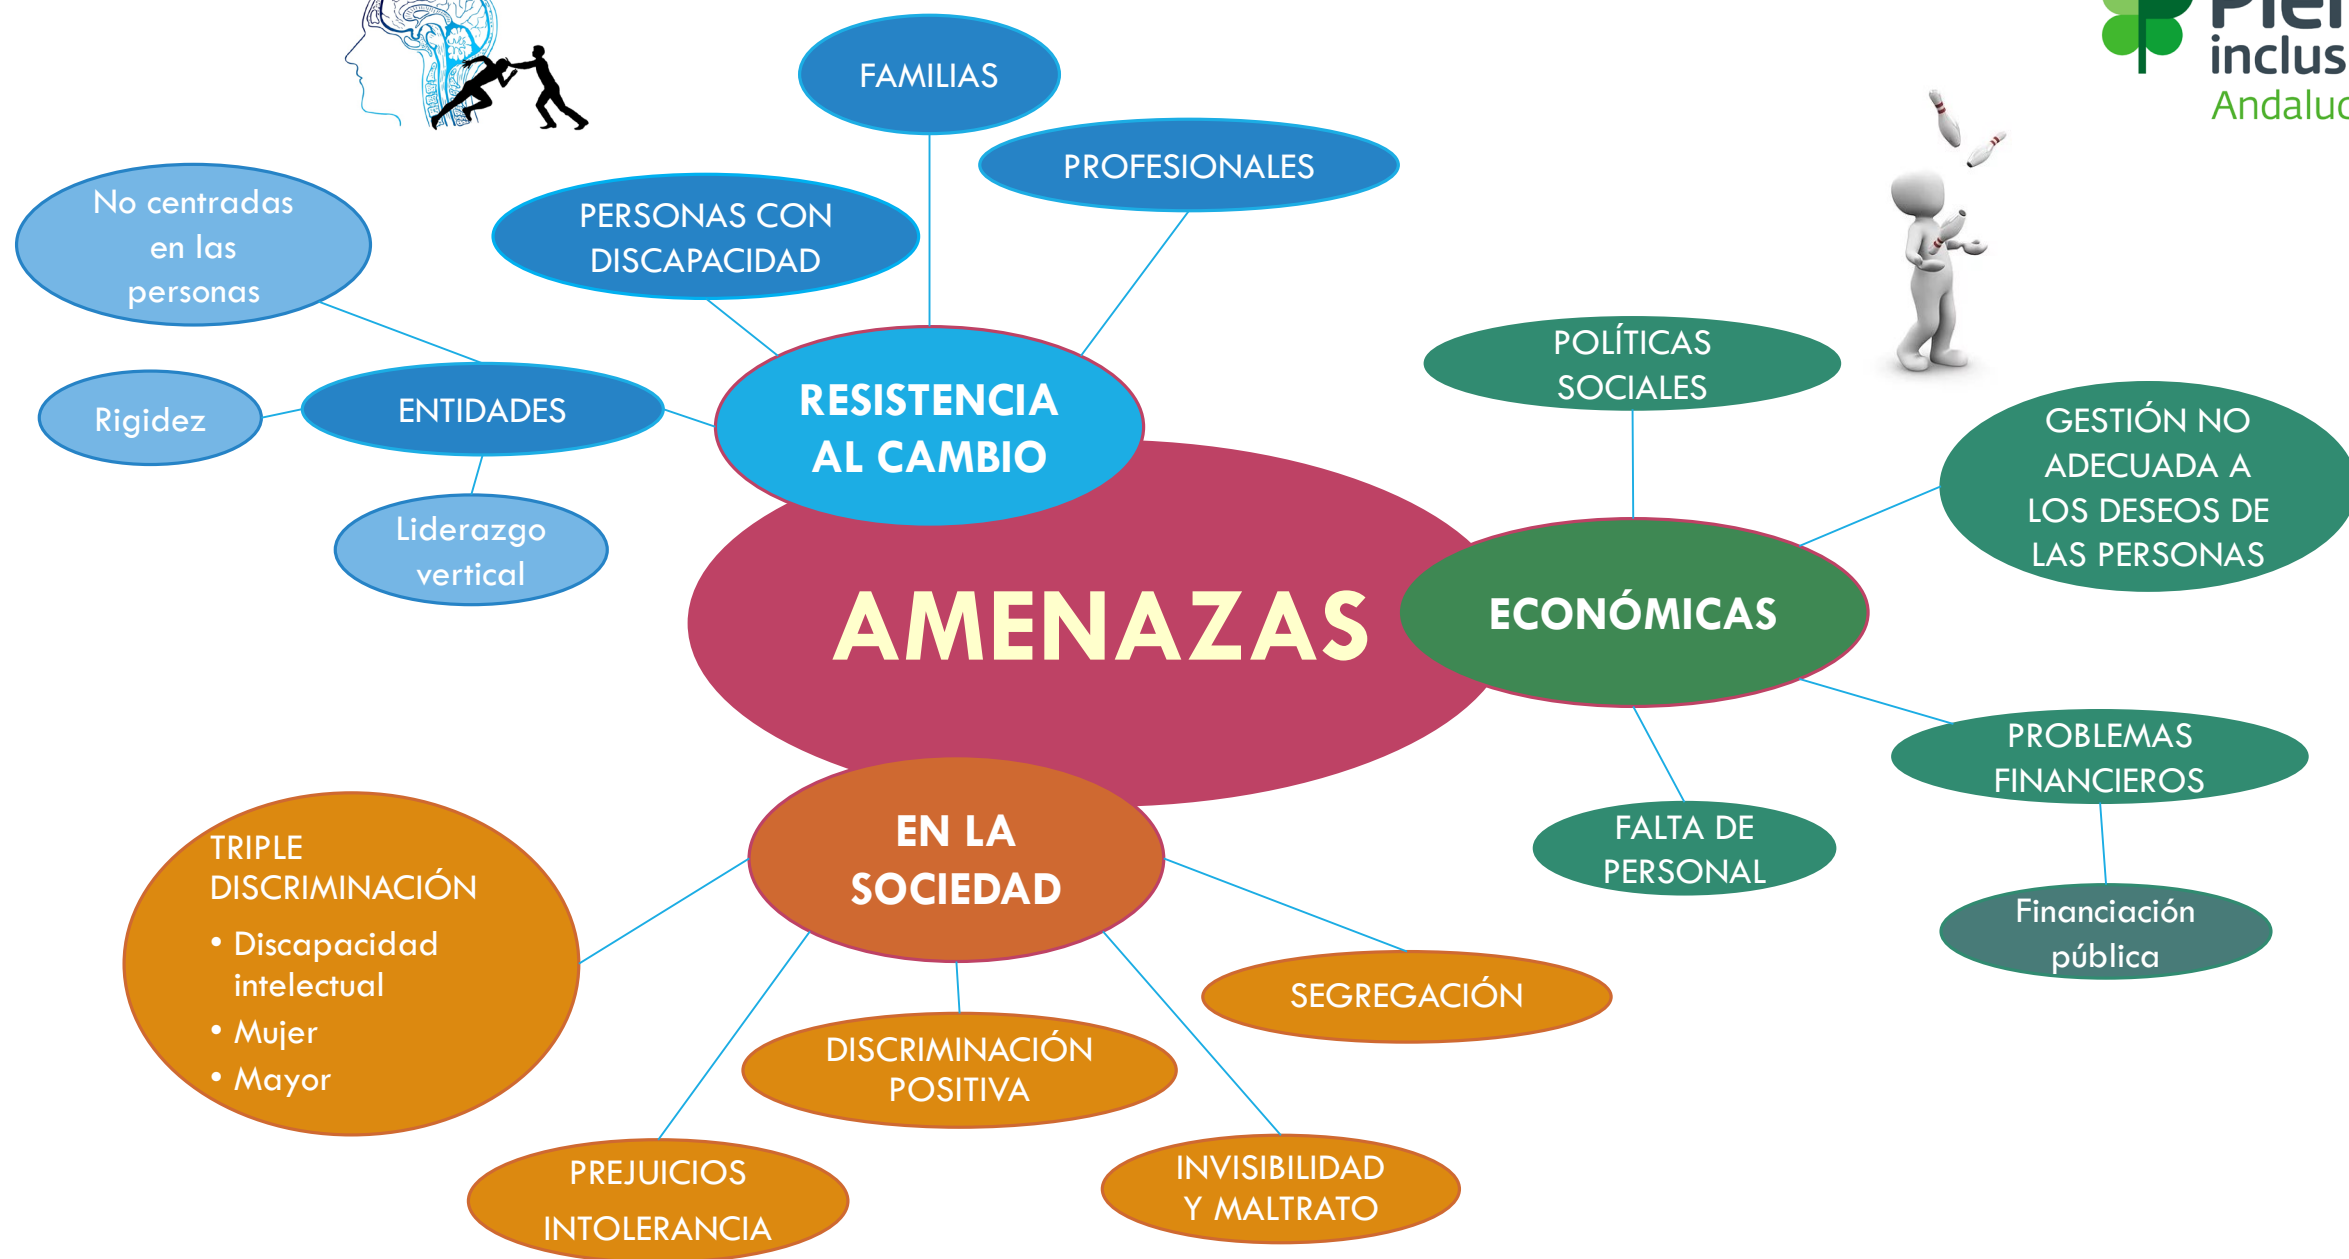 inclus
Andaluc
FAMILIAS
PROFESIONALES
PERSONAS CON
DISCAPACIDAD
No centradas
en las
personas
Rigidez
ENTIDADES
Liderazgo
vertical
RESISTENCIA
AL CAMBIO
AMENAZAS
POLÍTICAS
SOCIALES
GESTIÓN NO
ADECUADA A
LOS DESEOS DE
LAS PERSONAS
ECONÓMICAS
PROBLEMAS
FINANCIEROS
FALTA DE
PERSONAL
Financiación
pública
EN LA
SOCIEDAD
TRIPLE
DISCRIMINACIÓN
• Discapacidad
intelectual
• Mujer
• Mayor
SEGREGACIÓN
DISCRIMINACIÓN
POSITIVA
PREJUICIOS
INTOLERANCIA
INVISIBILIDAD
Y MALTRATO